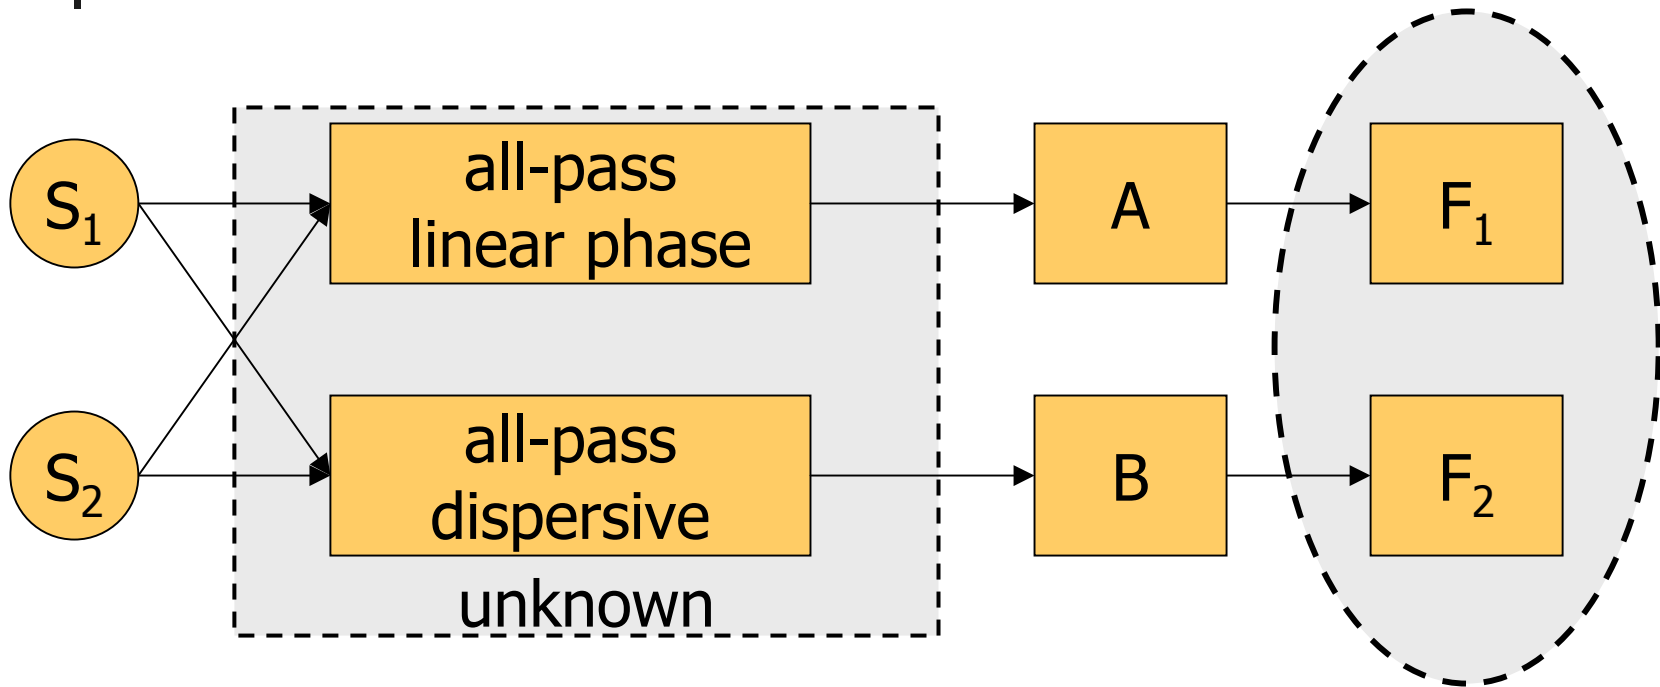 S₁
all-pass
linear phase
A
F₁
S₂
all-pass
dispersive
B
F₂
unknown